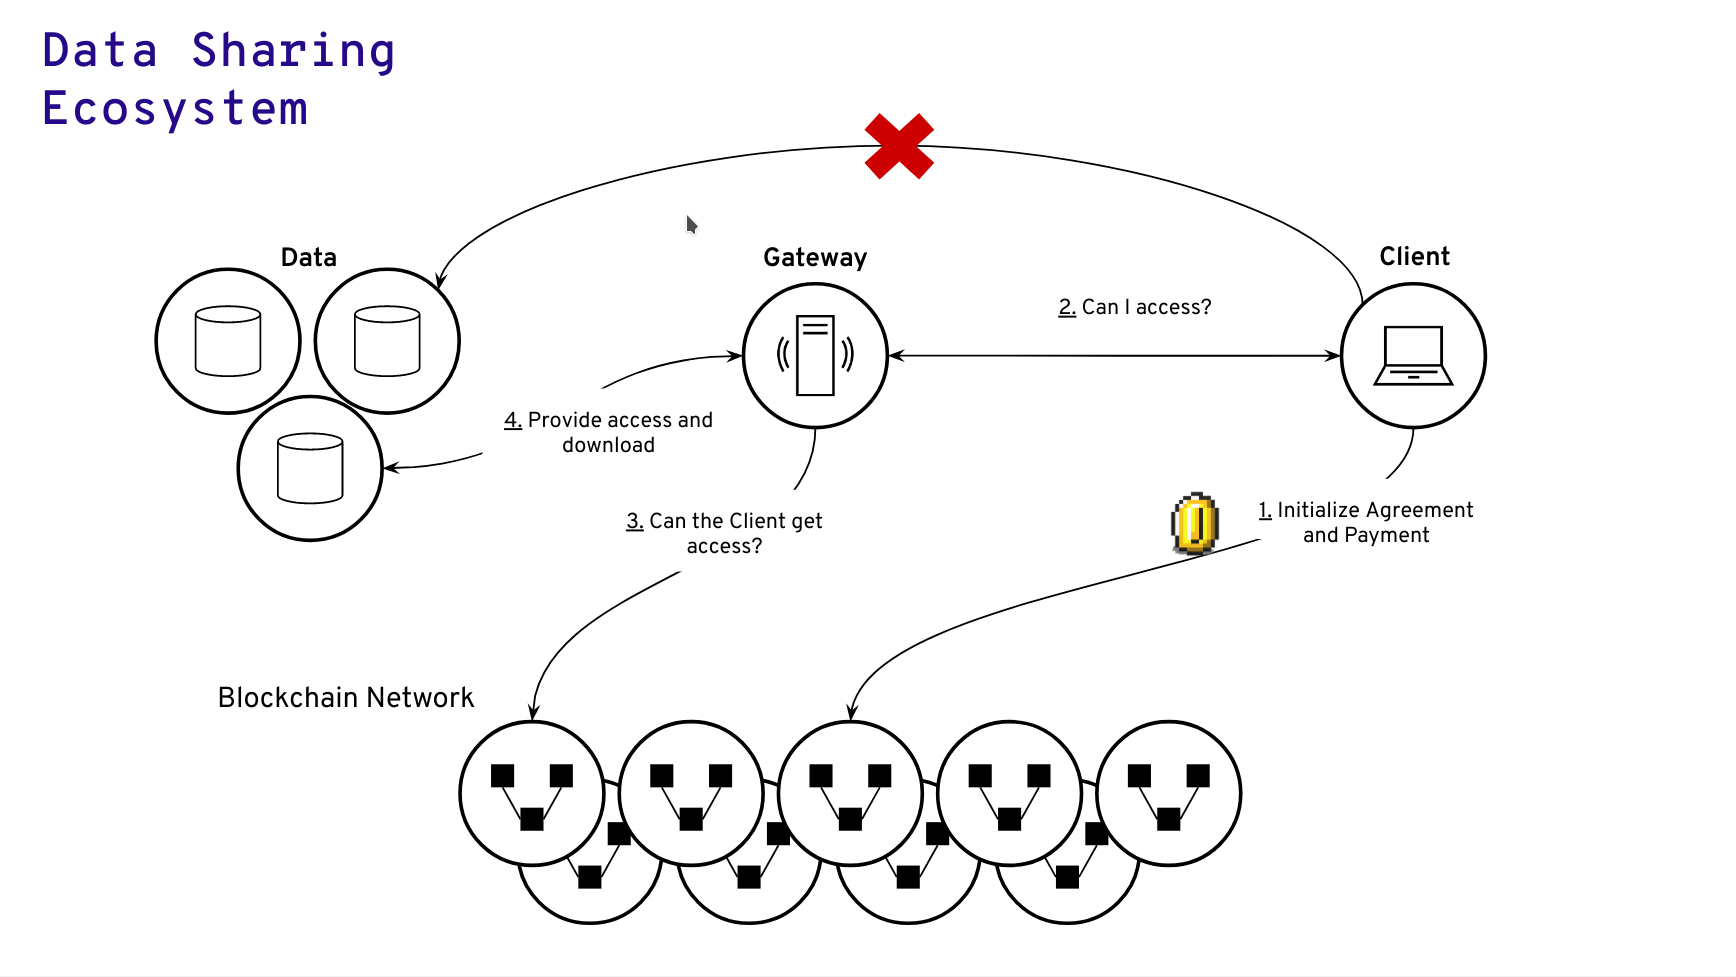 Data Sharing
Ecosystem
Data
Gateway
Client
2. Can I access?
4. Provide access and
download
3. Can the Client get
access?
1. Initialize Agreement
and Payment
Blockchain Network